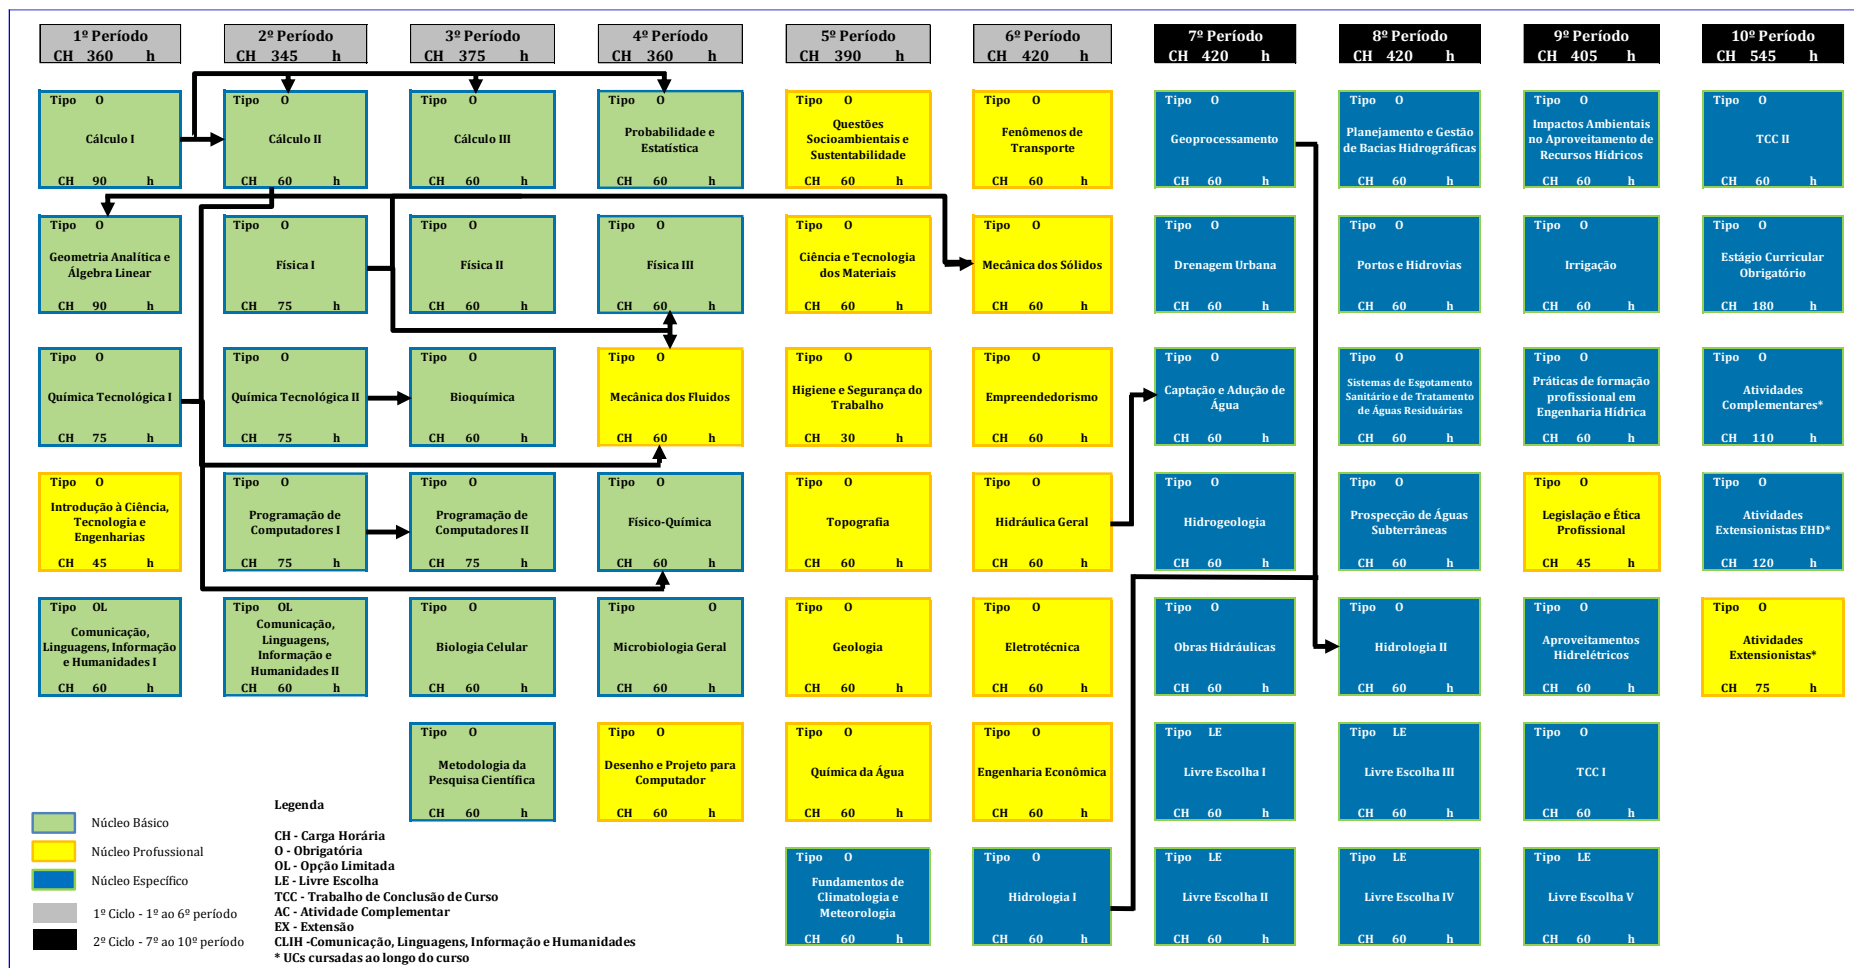 1º Período
CH 360 h
2º Período
CH 345 h
3º Período
CH 375 h
4º Período
CH 360 h
5º Período
CH 390 h
6º Período
CH 420 h
7º Período
CH 420 h
8º Período
CH 420 h
9º Período
CH 405 h
10º Período
CH 545 h
Tipo O
Cálculo I
CH 90 h
Tipo O
Cálculo II
CH 60 h
Tipo O
Cálculo III
CH 60 h
Tipo O
Probabilidade e
Estatística
CH 60 h
Tipo O
Questões
Socioambientais e
Sustentabilidade
CH 60 h
Tipo O
Fenômenos de
Transporte
CH 60 h
Tipo O
Geoprocessamento
CH 60 h
Tipo O
Planejamento e Gestão
de Bacias Hidrográficas
CH 60 h
Tipo O
Impactos Ambientais
no Aproveitamento de
Recursos Hídricos
CH 60 h
Tipo O
TCC II
CH 60 h
Tipo O
Geometria Analítica e
Álgebra Linear
CH 90 h
Tipo O
Física I
CH 75 h
Tipo O
Física II
CH 60 h
Tipo O
Física III
CH 60 h
Tipo O
Ciência e Tecnologia
dos Materiais
CH 60 h
Tipo O
Mecânica dos Sólidos
CH 60 h
Tipo O
Drenagem Urbana
CH 60 h
Tipo O
Portos e Hidrovias
CH 60 h
Tipo O
Irrigação
CH 60 h
Tipo O
Estágio Curricular
Obrigatório
CH 180 h
Tipo O
Química Tecnológica I
CH 75 h
Tipo O
Química Tecnológica II
CH 75 h
Tipo O
Bioquímica
CH 60 h
Tipo O
Mecânica dos Fluidos
CH 60 h
Tipo O
Higiene e Segurança do
Trabalho
CH 30 h
Tipo O
Empreendedorismo
CH 60 h
Tipo O
Captação e Adução de
Água
CH 60 h
Tipo O
Sistemas de Esgotamento
Sanitário e de Tratamento
de Águas Residuárias
CH 60 h
Tipo O
Práticas de formação
profissional em
Engenharia Hídrica
CH 60 h
Tipo O
Atividades
Complementares*
CH 110 h
Tipo O
Introdução à Ciência,
Tecnologia e
Engenharias
CH 45 h
Tipo O
Programação de
Computadores I
CH 75 h
Tipo O
Programação de
Computadores II
CH 75 h
Tipo O
Físico-Química
CH 60 h
Tipo O
Topografia
CH 60 h
Tipo O
Hidráulica Geral
CH 60 h
Tipo O
Hidrogeologia
CH 60 h
Tipo O
Prospecção de Águas
Subterrâneas
CH 60 h
Tipo O
Legislação e Ética
Profissional
CH 45 h
Tipo O
Atividades
Extensionistas EHD*
CH 120 h
Tipo OL
Comunicação,
Linguagens, Informação
e Humanidades I
CH 60 h
Tipo OL
Comunicação,
Linguagens,
Informação e
Humanidades II
CH 60 h
Tipo O
Biologia Celular
CH 60 h
Tipo O
Microbiologia Geral
CH 60 h
Tipo O
Geologia
CH 60 h
Tipo O
Eletrotécnica
CH 60 h
Tipo O
Obras Hidráulicas
CH 60 h
Tipo O
Hidrologia II
CH 60 h
Tipo O
Aproveitamentos
Hidrelétricos
CH 60 h
Tipo O
Atividades
Extensionistas*
CH 75 h
Tipo O
Metodologia da
Pesquisa Científica
CH 60 h
Tipo O
Desenho e Projeto para
Computador
CH 60 h
Tipo O
Química da Água
CH 60 h
Tipo O
Engenharia Econômica
CH 60 h
Tipo LE
Livre Escolha I
CH 60 h
Tipo LE
Livre Escolha III
CH 60 h
Tipo O
TCC I
CH 60 h
Tipo O
Fundamentos de
Climatologia e
Meteorologia
CH 60 h
Tipo O
Hidrologia I
CH 60 h
Tipo LE
Livre Escolha II
CH 60 h
Tipo LE
Livre Escolha IV
CH 60 h
Tipo LE
Livre Escolha V
CH 60 h
Núcleo Básico
Núcleo Profussional
Núcleo Específico
1º Ciclo - 1º ao 6º período
2º Ciclo - 7º ao 10º período
Legenda
CH - Carga Horária
O - Obrigatória
OL - Opção Limitada
LE - Livre Escolha
TCC - Trabalho de Conclusão de Curso
AC - Atividade Complementar
EX - Extensão
CLIH -Comunicação, Linguagens, Informação e Humanidades
* UCs cursadas ao longo do curso